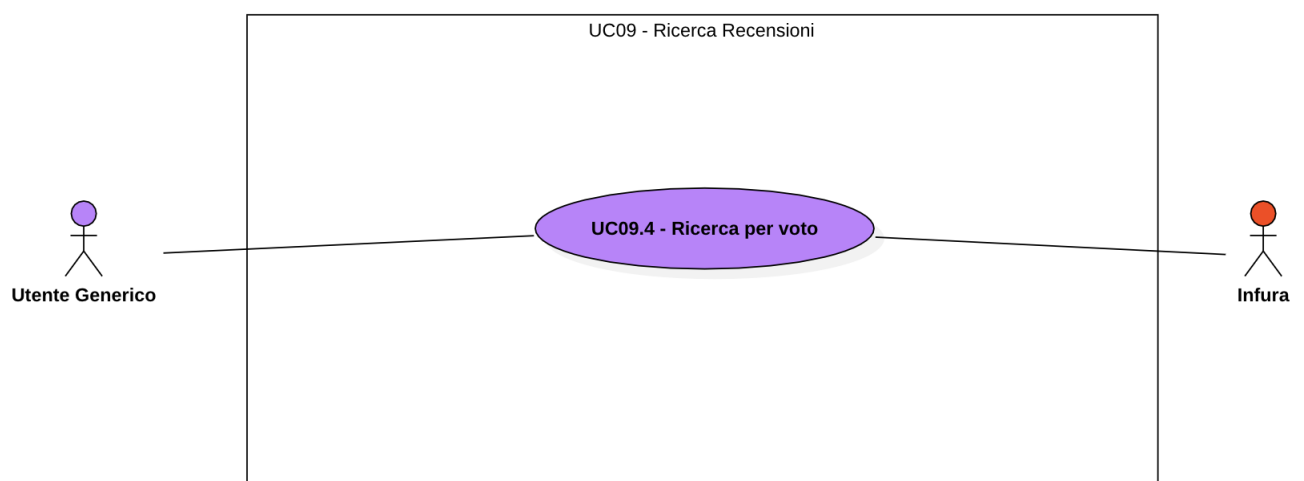 UC09 - Ricerca Recensioni
UC09.4 - Ricerca per voto
Utente Generico
Infura